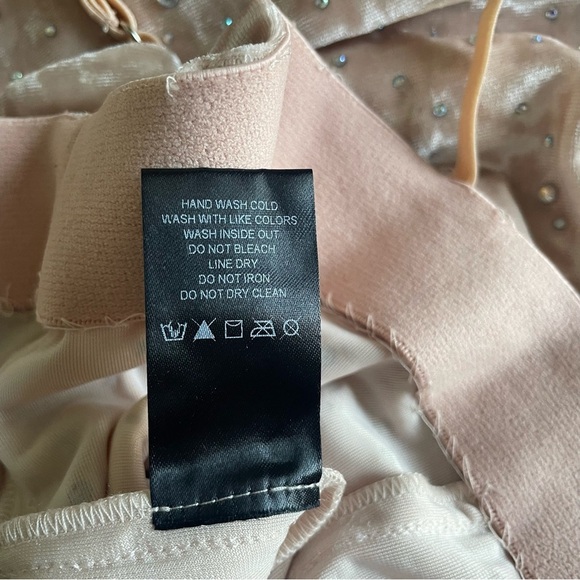 HAND WASH COLD
WASH WITH LIKE COLORS
WASH INSIDE OUT
DO NOT BLEACH
LINE DRY
DO NOT IRON
DO NOT DRY CLEAN